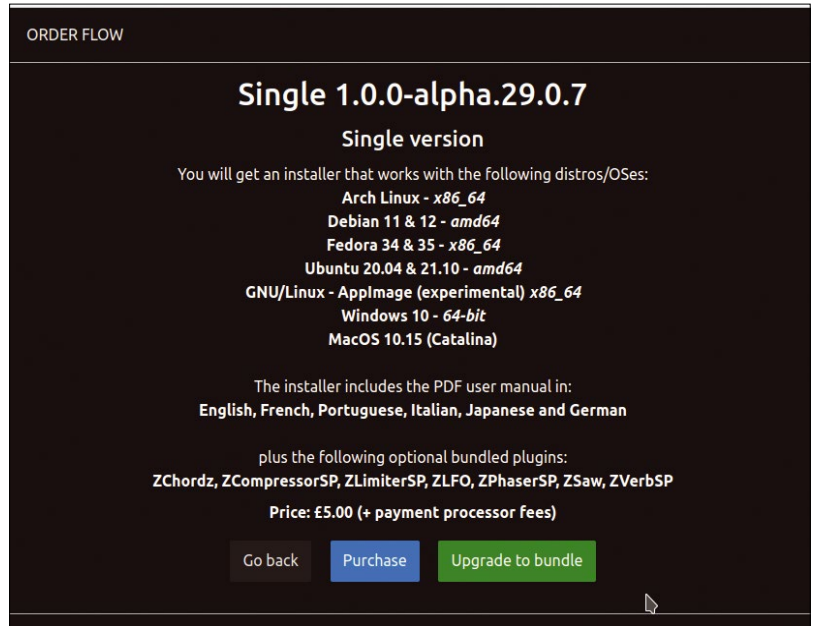 ORDER FLOW
Single 1.0.0-alpha.29.0.7
Single version
You will get an installer that works with the following distros/OSes:
Arch Linux - x86_64
Debian 11 & 12 - amd64
Fedora 34 & 35 - x86_64
Ubuntu 20.04 & 21.10 - amd64
GNU/Linux - AppImage (experimental) x86_64
Windows 10 - 64-bit
MacOS 10.15 (Catalina)
The installer includes the PDF user manual in:
English, French, Portuguese, Italian, Japanese and German
plus the following optional bundled plugins:
ZChordz, ZCompressorSP, ZLimiterSP, ZLFO, ZPhaserSP, ZSaw, ZVerbSP
Price: £5.00 (+ payment processor fees)
Go back Purchase Upgrade to bundle